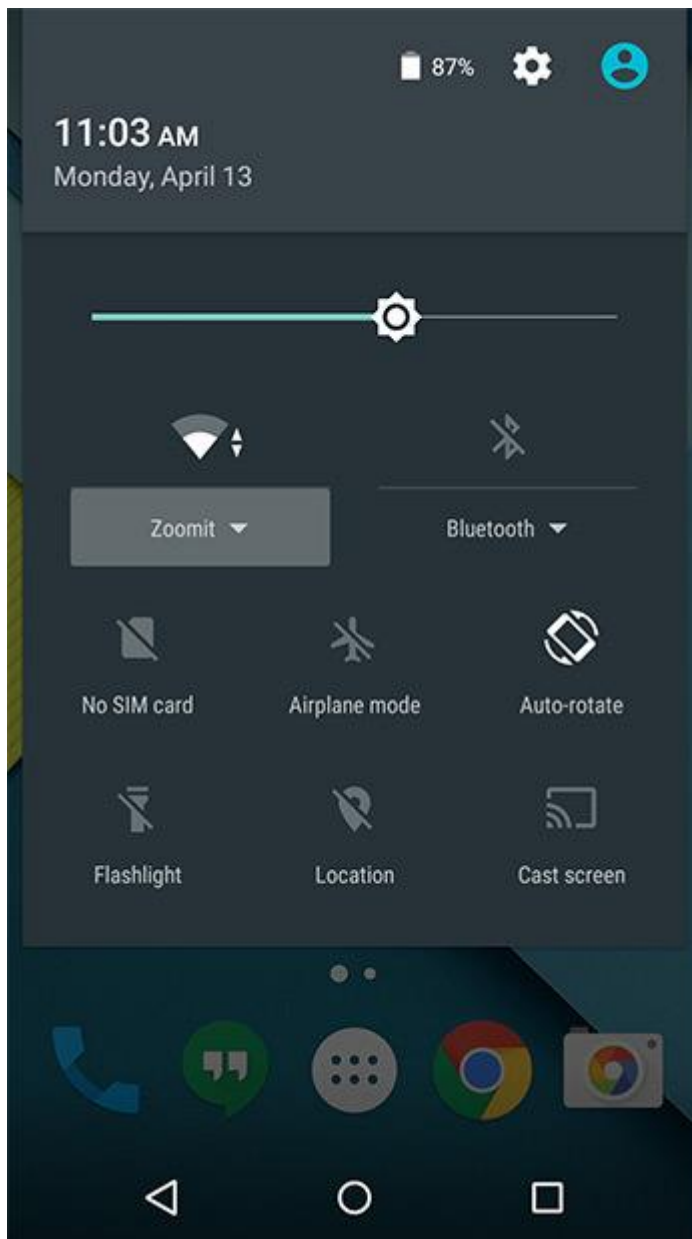 87%
11:03 AM
Monday, April 13
Zoomit
Bluetooth
No SIM card
Airplane mode
Auto-rotate
Flashlight
Location
Cast screen